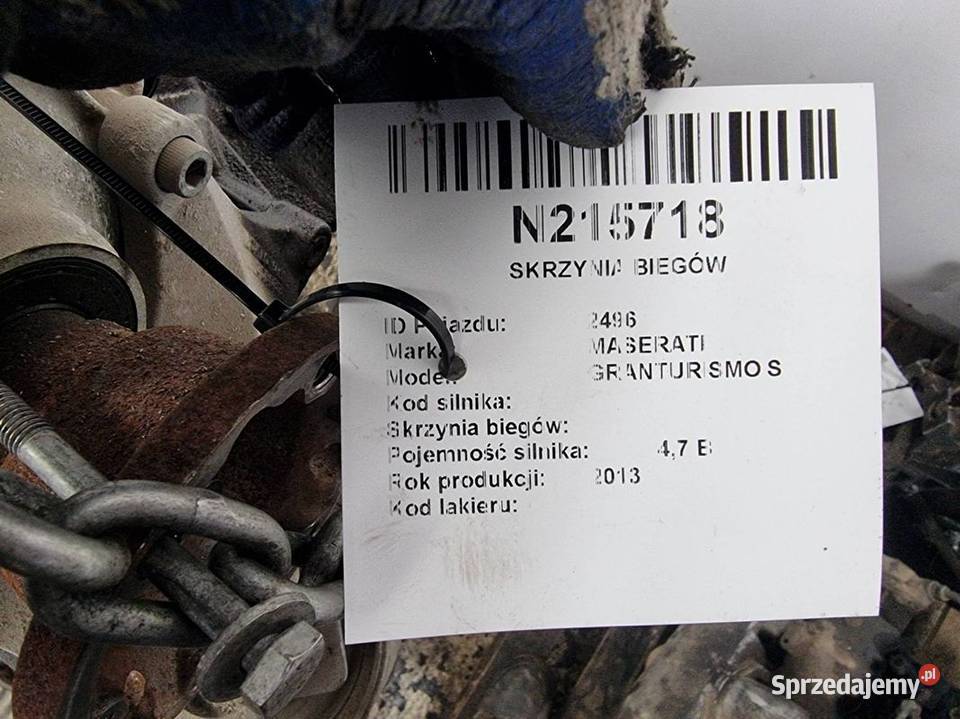 N215718
SKRZYNIA BIEGÓW
ID Pojazdu: 2496
Marka MASERATI
Model: GRANTURISMO S
Kod silnika:
Skrzynia biegów:
Pojemność silnika: 4,7 B
Rok produkcji: 2013
Kod lakieru:
Sprzedajemy.pl